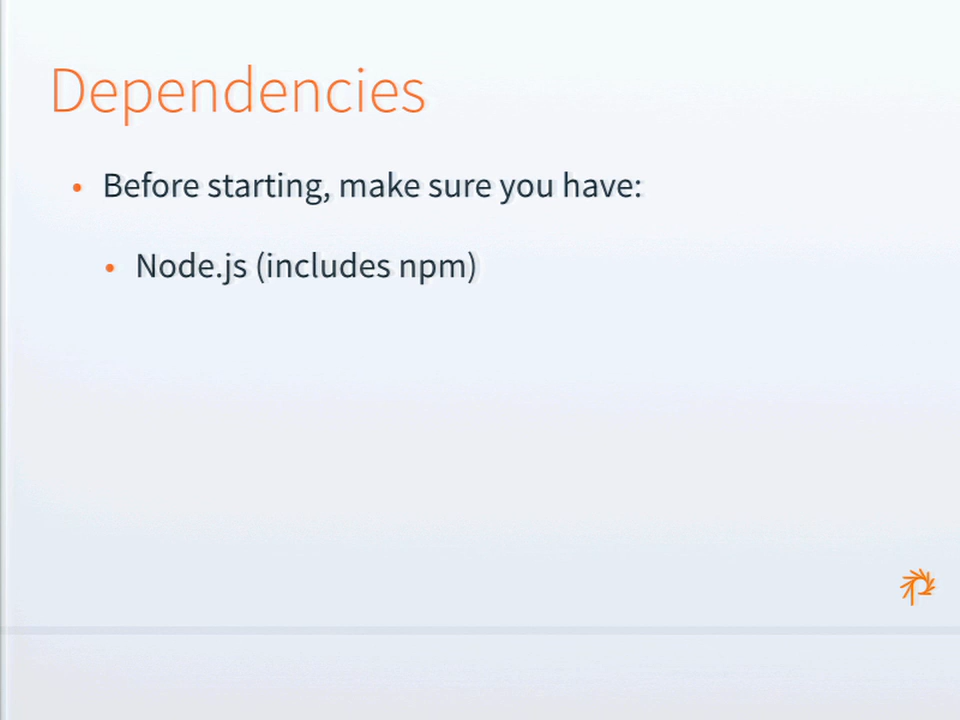 Dependencies
• Before starting, make sure you have:
• Node.js (includes npm)